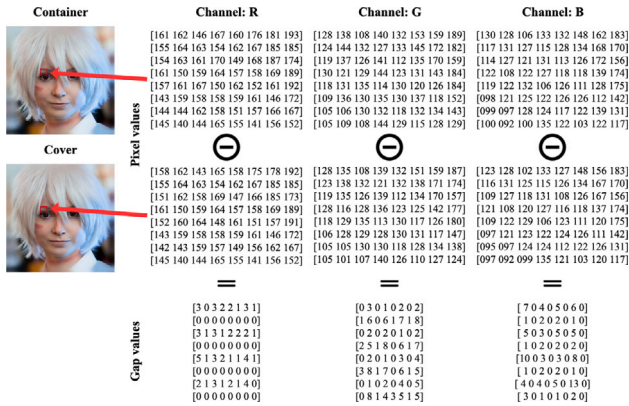 Container Channel: R Channel: G Channel: B
[161 162 146 167 160 176 181 193] [128 138 108 140 132 153 159 189] [130 128 106 133 132 148 162 183]
[155 164 163 154 162 167 185 185] [124 144 132 127 133 145 172 182] [117 131 127 115 128 134 168 170]
[154 163 161 170 149 168 187 174] [119 137 126 141 112 135 170 159] [114 127 121 131 113 126 172 156]
[161 150 159 164 157 158 169 189] [130 121 129 144 123 131 143 184] [122 108 122 127 118 118 139 174]
[157 161 167 150 162 152 161 192] [118 131 135 114 130 120 126 184] [119 122 132 106 126 111 128 175]
[143 159 158 158 159 161 146 172] [109 136 130 135 130 137 118 152] [098 121 125 122 126 126 112 142]
[144 144 162 158 151 157 166 167] [105 106 130 132 118 132 134 143] [099 097 128 124 117 122 139 131]
[145 140 144 165 155 141 156 152] [105 109 108 144 129 115 128 129] [100 092 100 135 122 103 122 117]
Pixel values
Cover
[158 162 143 165 158 175 178 192] [128 135 108 139 132 151 159 187] [123 128 102 133 127 148 156 183]
[155 164 163 154 162 167 185 185] [123 138 132 121 132 138 171 174] [116 131 125 115 126 134 167 170]
[151 162 158 169 147 166 185 173] [119 135 126 139 112 134 170 157] [109 127 118 131 108 126 167 156]
[161 150 159 164 157 158 169 189] [128 116 128 136 123 125 142 177] [121 108 120 127 116 118 137 174]
[152 160 164 148 161 151 157 191] [118 129 135 113 130 117 126 180] [109 122 129 106 123 111 120 175]
[143 159 158 158 159 161 146 172] [106 128 129 128 130 131 117 147] [097 121 123 122 124 126 111 142]
[142 143 159 157 149 156 162 167] [105 105 130 130 118 128 134 138] [095 097 124 124 112 122 126 131]
[145 140 144 165 155 141 156 152] [105 101 107 140 126 110 127 124] [097 092 099 135 121 103 120 117]
Gap values
[3 0 3 2 2 1 3 1] [0 3 0 1 0 2 0 2] [7 0 4 0 5 0 6 0]
[0 0 0 0 0 0 0 0] [1 6 0 6 1 7 1 8] [1 0 2 0 2 0 1 0]
[3 1 3 1 2 2 2 1] [0 2 0 2 0 1 0 2] [5 0 3 0 5 0 5 0]
[0 0 0 0 0 0 0 0] [2 5 1 8 0 6 1 7] [1 0 2 0 2 0 2 0]
[5 1 3 2 1 1 4 1] [0 2 0 1 0 3 0 4] [10 0 3 0 3 0 8 0]
[0 0 0 0 0 0 0 0] [3 8 1 7 0 6 1 5] [1 0 2 0 2 0 1 0]
[2 1 3 1 2 1 4 0] [0 1 0 2 0 4 0 5] [4 0 4 0 5 0 13 0]
[0 0 0 0 0 0 0 0] [0 8 1 4 3 5 1 5] [3 0 1 0 1 0 2 0]